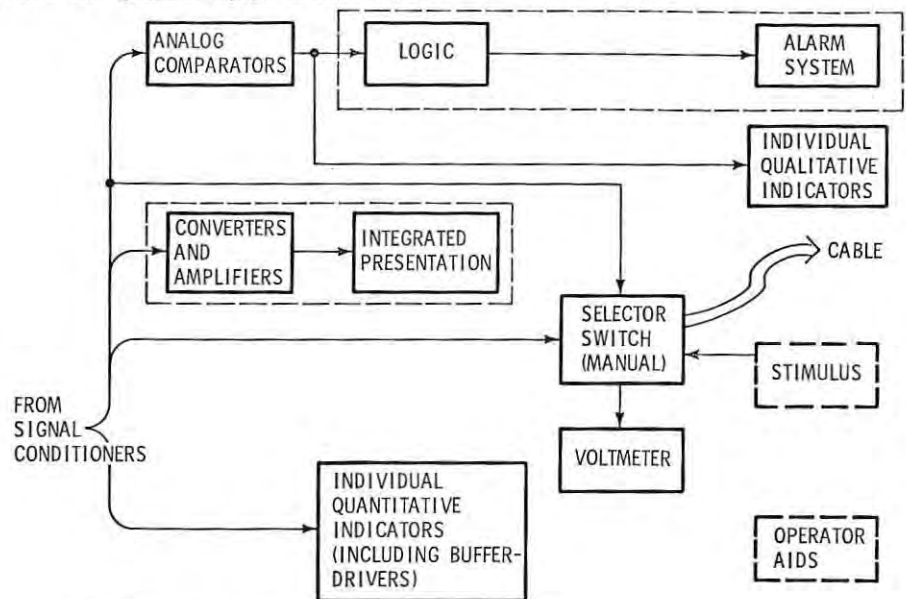 ANALOG
COMPARATORS
LOGIC
ALARM
SYSTEM
INDIVIDUAL
QUALITATIVE
INDICATORS
CONVERTERS
AND
AMPLIFIERS
INTEGRATED
PRESENTATION
CABLE
SELECTOR
SWITCH
(MANUAL)
STIMULUS
FROM
SIGNAL
CONDITIONERS
VOLTMETER
INDIVIDUAL
QUANTITATIVE
INDICATORS
(INCLUDING BUFFER-
DRIVERS)
OPERATOR
AIDS